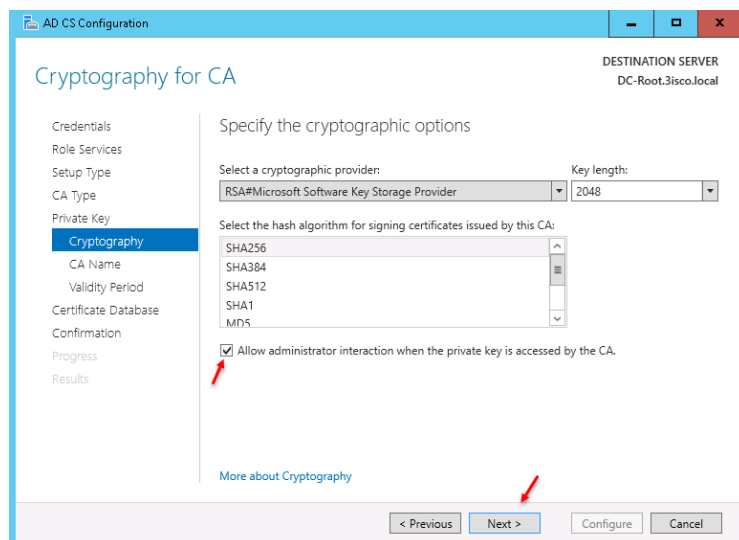 AD CS Configuration
DESTINATION SERVER
DC-Root.3isco.local
Cryptography for CA
Credentials
Role Services
Setup Type
CA Type
Private Key
Cryptography
CA Name
Validity Period
Certificate Database
Confirmation
Progress
Results
Specify the cryptographic options
Select a cryptographic provider:
Key length:
RSA#Microsoft Software Key Storage Provider
2048
Select the hash algorithm for signing certificates issued by this CA:
SHA256
SHA384
SHA512
SHA1
MD5
Allow administrator interaction when the private key is accessed by the CA.
More about Cryptography
< Previous
Next >
Configure
Cancel